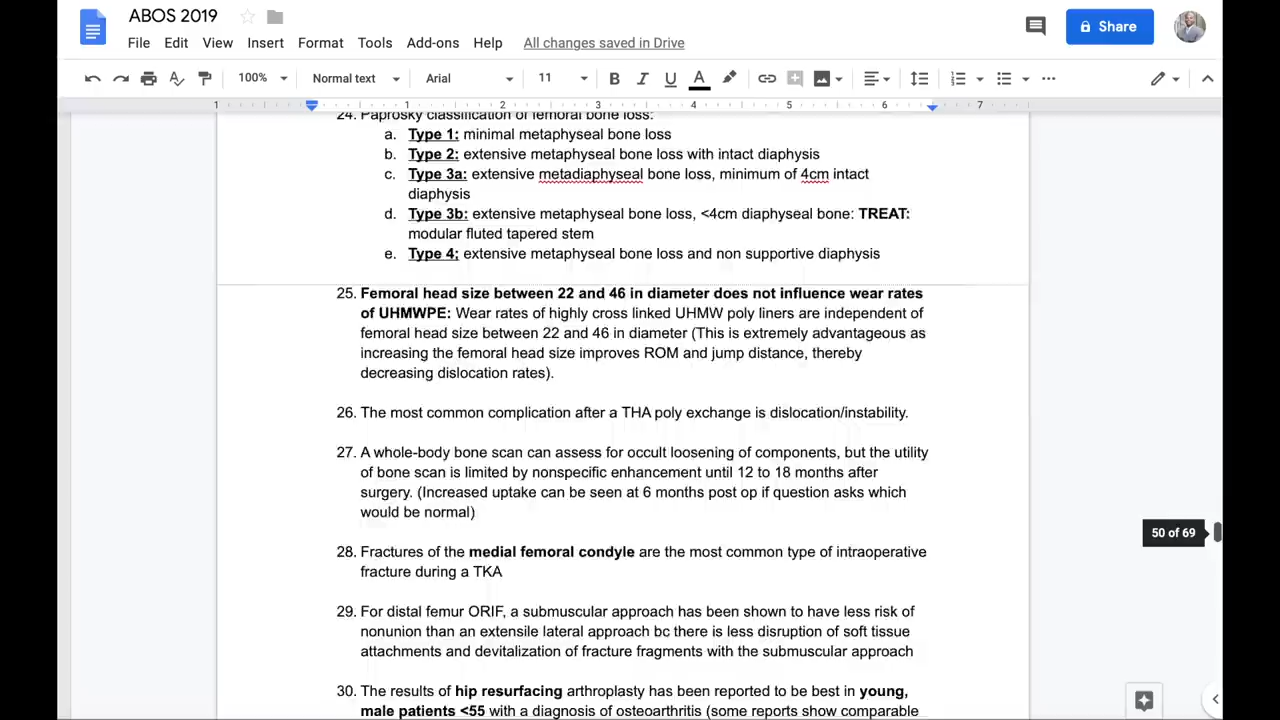 ABOS 2019
File Edit View Insert Format Tools Add-ons Help All changes saved in Drive
Share
100% Normal text Arial 11 B I U A
1 1 2 3 4 5 6 7
24. Paprosky classification of femoral bone loss:
a. Type 1: minimal metaphyseal bone loss
b. Type 2: extensive metaphyseal bone loss with intact diaphysis
c. Type 3a: extensive metadiaphyseal bone loss, minimum of 4cm intact
diaphysis
d. Type 3b: extensive metaphyseal bone loss, <4cm diaphyseal bone: TREAT:
modular fluted tapered stem
e. Type 4: extensive metaphyseal bone loss and non supportive diaphysis
25. Femoral head size between 22 and 46 in diameter does not influence wear rates
of UHMWPE: Wear rates of highly cross linked UHMW poly liners are independent of
femoral head size between 22 and 46 in diameter (This is extremely advantageous as
increasing the femoral head size improves ROM and jump distance, thereby
decreasing dislocation rates).
26. The most common complication after a THA poly exchange is dislocation/instability.
27. A whole-body bone scan can assess for occult loosening of components, but the utility
of bone scan is limited by nonspecific enhancement until 12 to 18 months after
surgery. (Increased uptake can be seen at 6 months post op if question asks which
would be normal)
50 of 69
28. Fractures of the medial femoral condyle are the most common type of intraoperative
fracture during a TKA
29. For distal femur ORIF, a submuscular approach has been shown to have less risk of
nonunion than an extensile lateral approach bc there is less disruption of soft tissue
attachments and devitalization of fracture fragments with the submuscular approach
30. The results of hip resurfacing arthroplasty has been reported to be best in young,
male patients <55 with a diagnosis of osteoarthritis (some reports show comparable